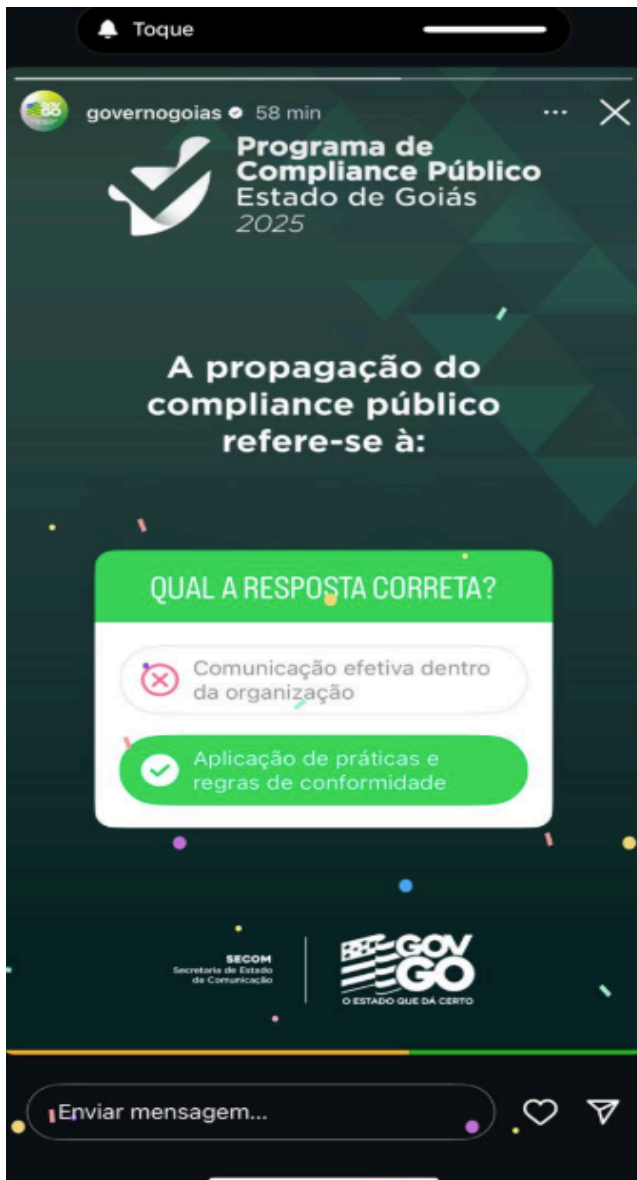 Toque
governogoias 58 min
Programa de
Compliance Público
Estado de Goiás
2025
A propagação do
compliance público
refere-se à:
QUAL A RESPOSTA CORRETA?
Comunicação efetiva dentro
da organização
Aplicação de práticas e
regras de conformidade
SECOM
Secretaria de Estado
de Comunicação
GOV
GO
O ESTADO QUE DÁ CERTO
Enviar mensagem...